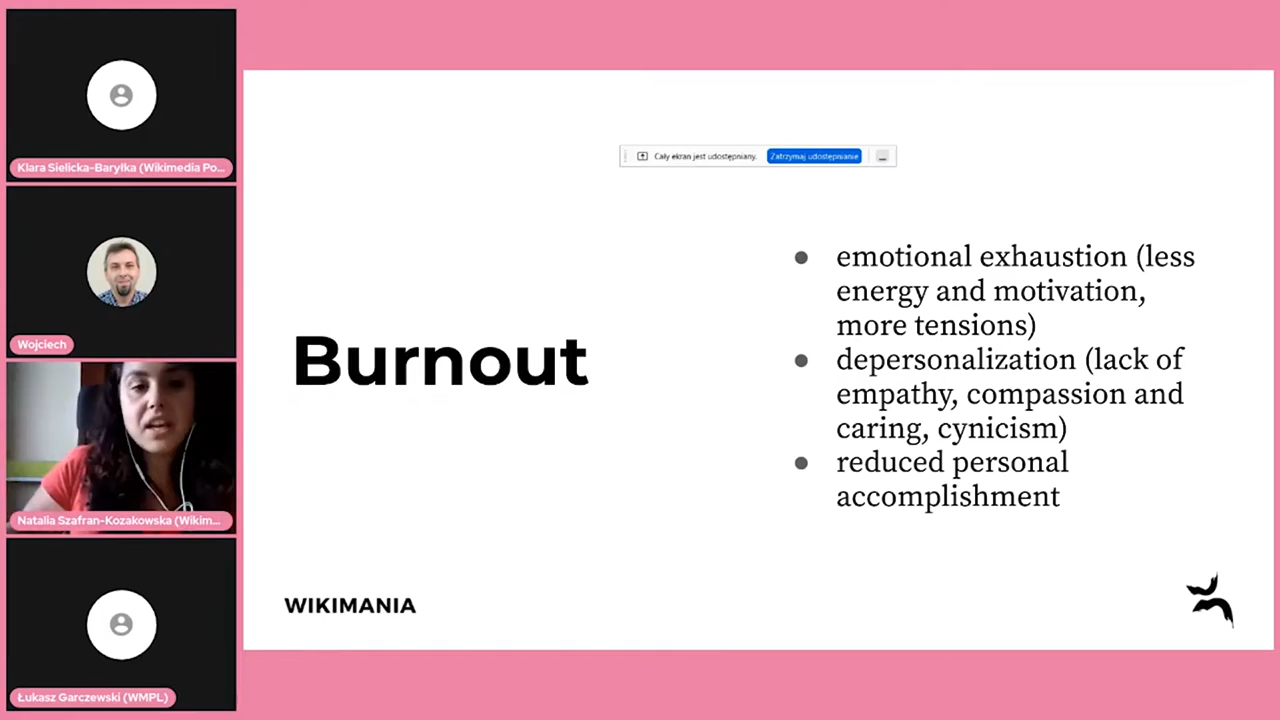 Klara Sielicka-Baryłka (Wikimedia Po...
Wojciech
Natalia Szafran-Kozakowska (Wikim...
Łukasz Garczewski (WMPL)
Cały ekran jest udostępniany.
Zatrzymaj udostępnianie
Burnout
● emotional exhaustion (less
energy and motivation,
more tensions)
● depersonalization (lack of
empathy, compassion and
caring, cynicism)
● reduced personal
accomplishment
WIKIMANIA